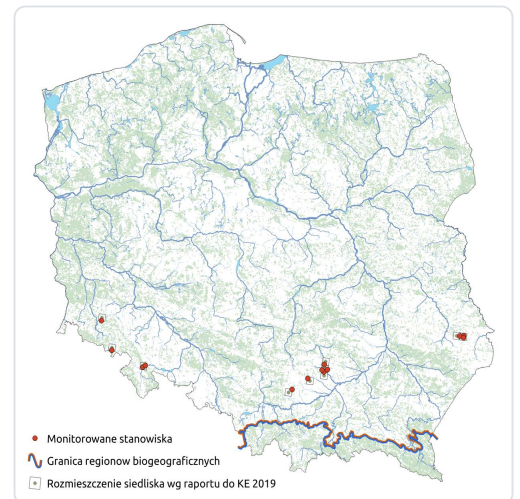 Monitorowane stanowiska
Granica regionow biogeograficznych
Rozmieszczenie siedliska wg raportu do KE 2019